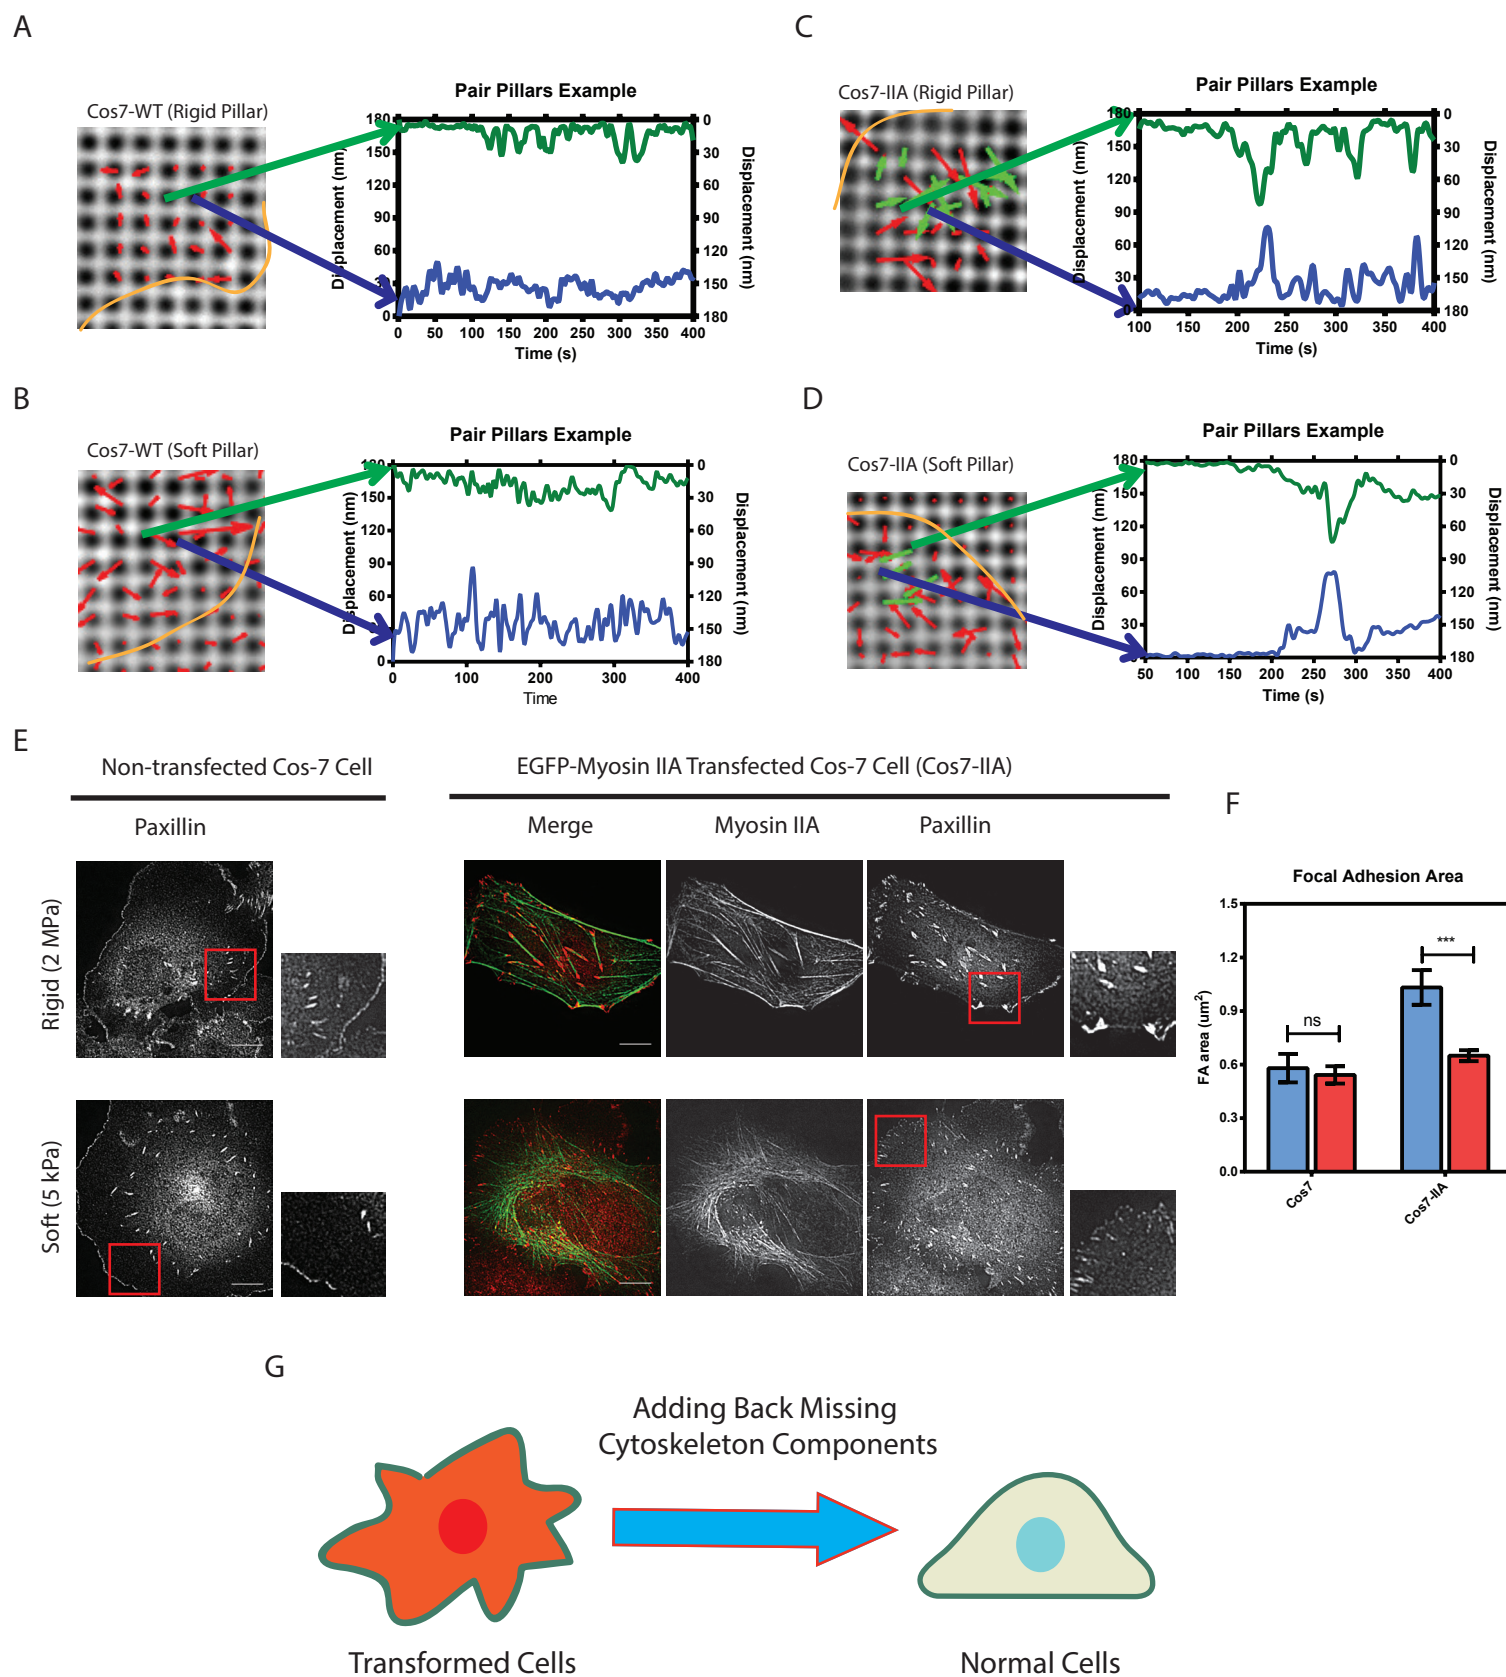 A
Cos7-WT (Rigid Pillar)
Pair Pillars Example
Displacement (nm)
180
150
120
90
60
30
0
0
30
60
90
120
150
180
Displacement (nm)
0 50 100 150 200 250 300 350 400
Time (s)
C
Cos7-IIA (Rigid Pillar)
Pair Pillars Example
Displacement (nm)
180
150
120
90
60
30
0
0
30
60
90
120
150
180
Displacement (nm)
100 150 200 250 300 350 400
Time (s)
B
Cos7-WT (Soft Pillar)
Pair Pillars Example
Displacement (nm)
180
150
120
90
60
30
0
0
30
60
90
120
150
180
Displacement (nm)
0 100 200 300 400
Time
D
Cos7-IIA (Soft Pillar)
Pair Pillars Example
Displacement (nm)
180
150
120
90
60
30
0
0
30
60
90
120
150
180
Displacement (nm)
50 100 150 200 250 300 350 400
Time (s)
E
Non-transfected Cos-7 Cell
EGFP-Myosin IIA Transfected Cos-7 Cell (Cos7-IIA)
Paxillin
Merge
Myosin IIA
Paxillin
Rigid (2 MPa)
Soft (5 kPa)
F
Focal Adhesion Area
FA area (um²)
1.5
1.2
0.9
0.6
0.3
0.0
ns
***
Cos7
Cos7-IIA
G
Adding Back Missing
Cytoskeleton Components
Transformed Cells
Normal Cells